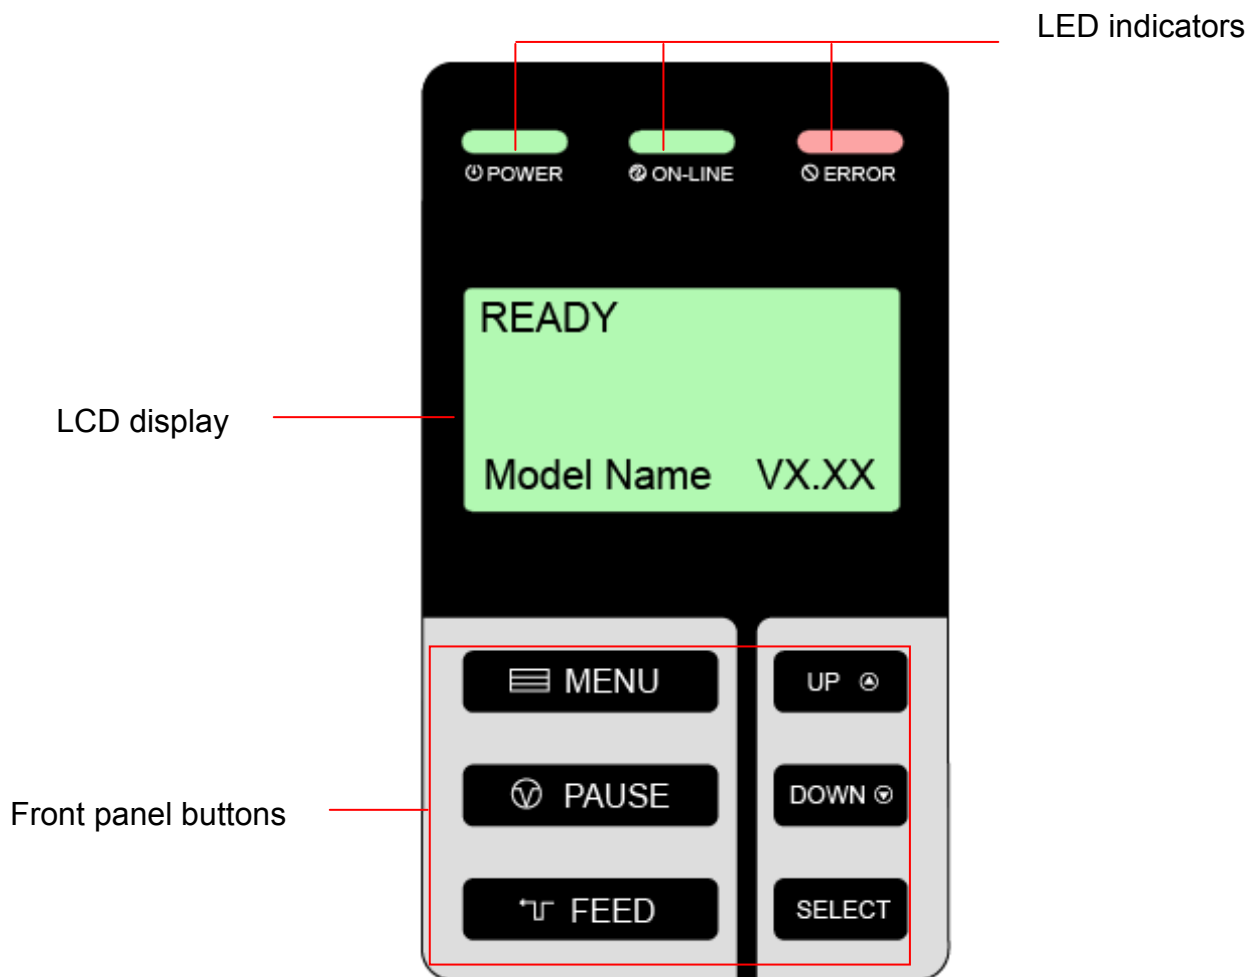 LED indicators
POWER ON-LINE ERROR
READY
LCD display
Model Name VX.XX
MENU UP
PAUSE DOWN
Front panel buttons
FEED SELECT